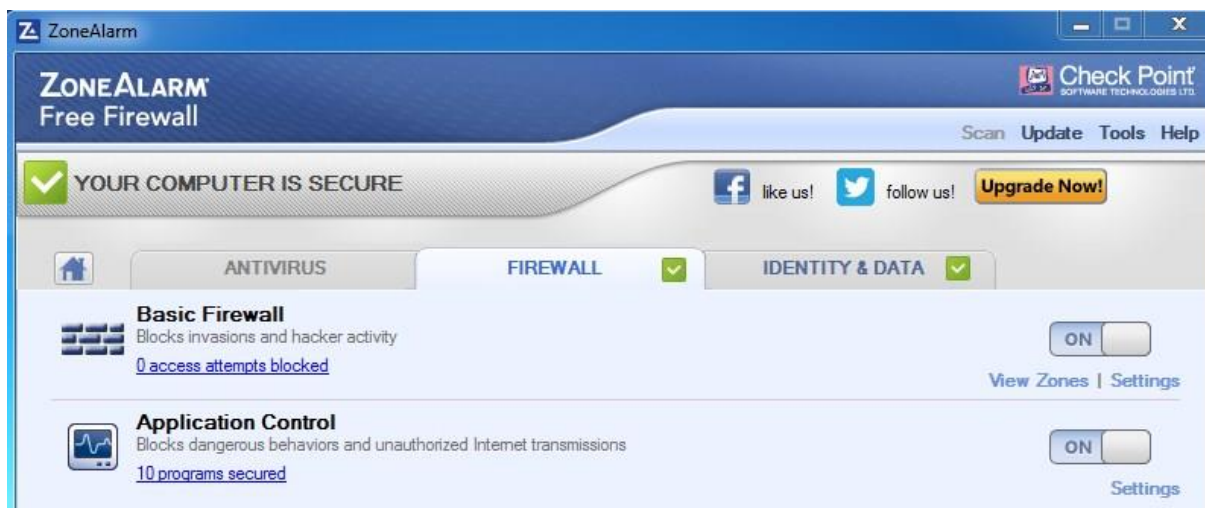 ZoneAlarm
ZONEALARM
Free Firewall
Check Point
SOFTWARE TECHNOLOGIES LTD.
Scan Update Tools Help
YOUR COMPUTER IS SECURE
like us! follow us! Upgrade Now!
ANTIVIRUS FIREWALL IDENTITY & DATA
Basic Firewall
Blocks invasions and hacker activity
ON
0 access attempts blocked
View Zones | Settings
Application Control
Blocks dangerous behaviors and unauthorized Internet transmissions
ON
10 programs secured
Settings